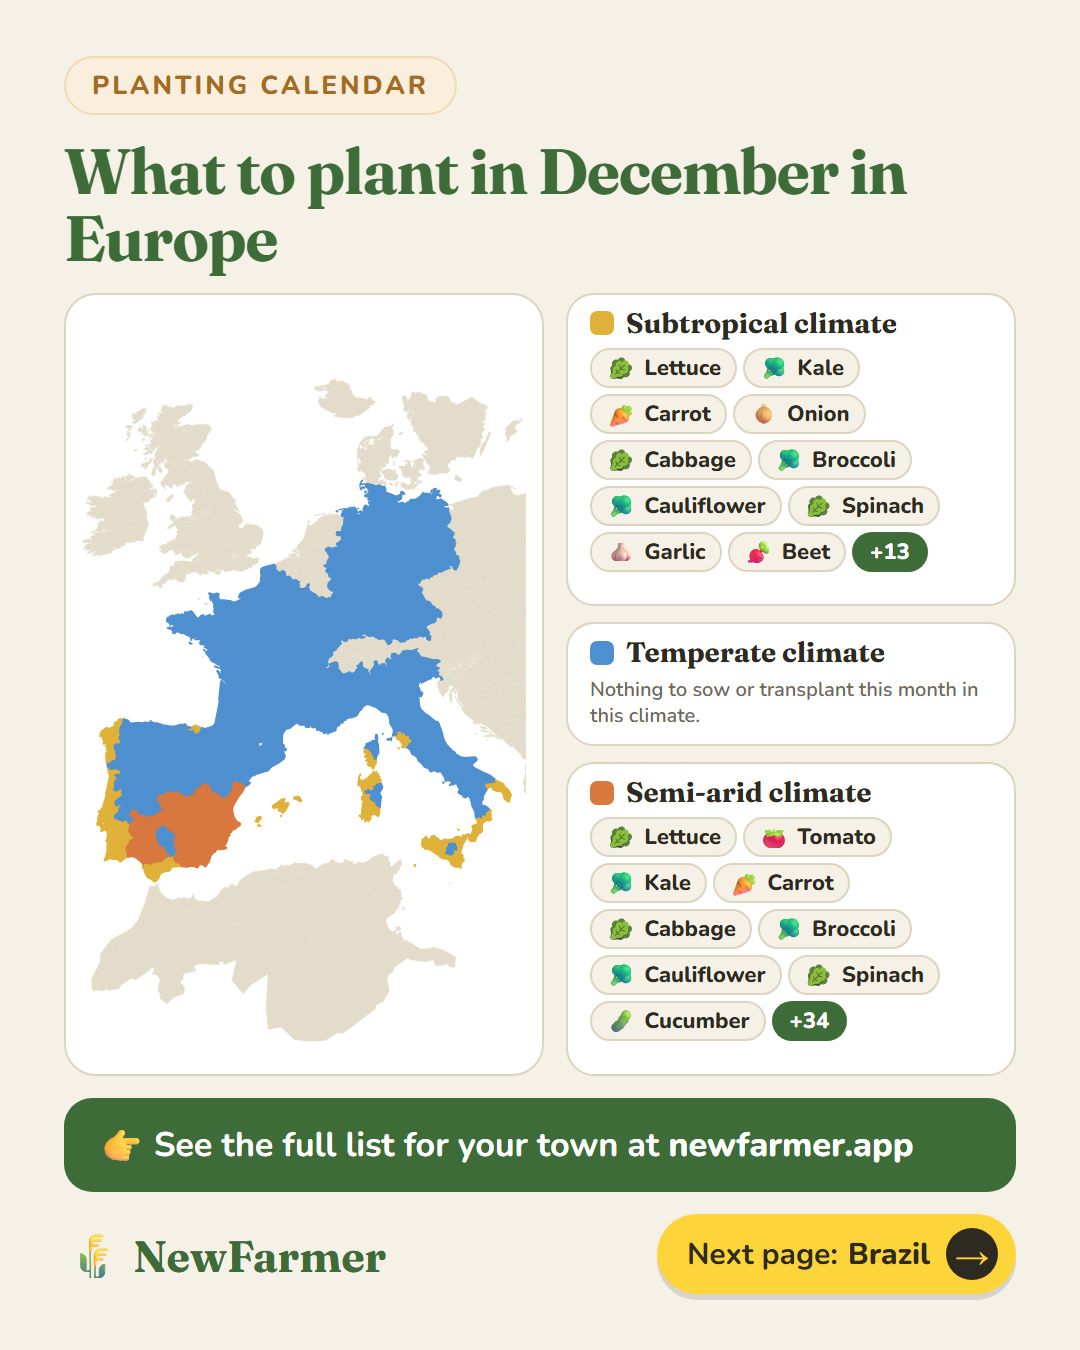 PLANTING CALENDAR
What to plant in December in
Europe
Subtropical climate
Lettuce Kale
Carrot Onion
Cabbage Broccoli
Cauliflower Spinach
Garlic Beet +13
Temperate climate
Nothing to sow or transplant this month in
this climate.
Semi-arid climate
Lettuce Tomato
Kale Carrot
Cabbage Broccoli
Cauliflower Spinach
Cucumber +34
👉 See the full list for your town at newfarmer.app
NewFarmer
Next page: Brazil →